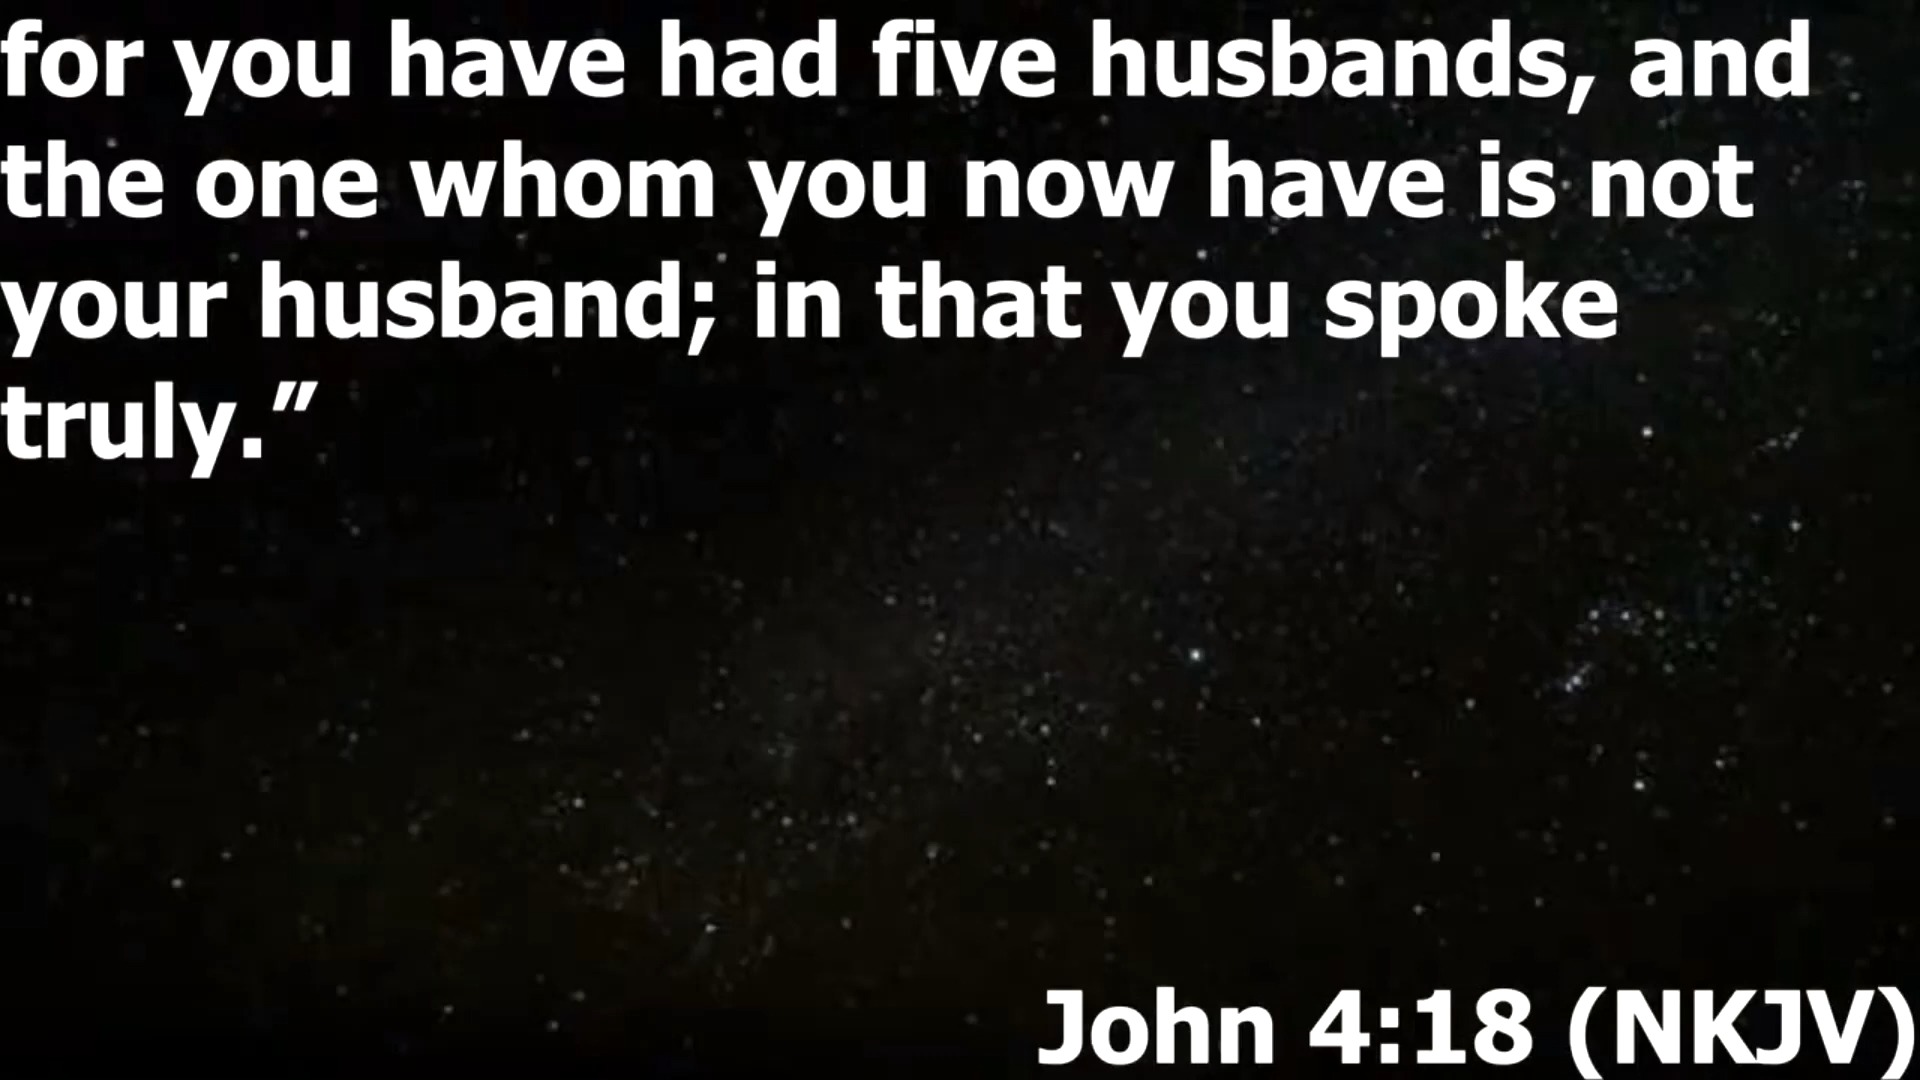 for you have had five husbands, and
the one whom you now have is not
your husband; in that you spoke
truly.”
John 4:18 (NKJV)